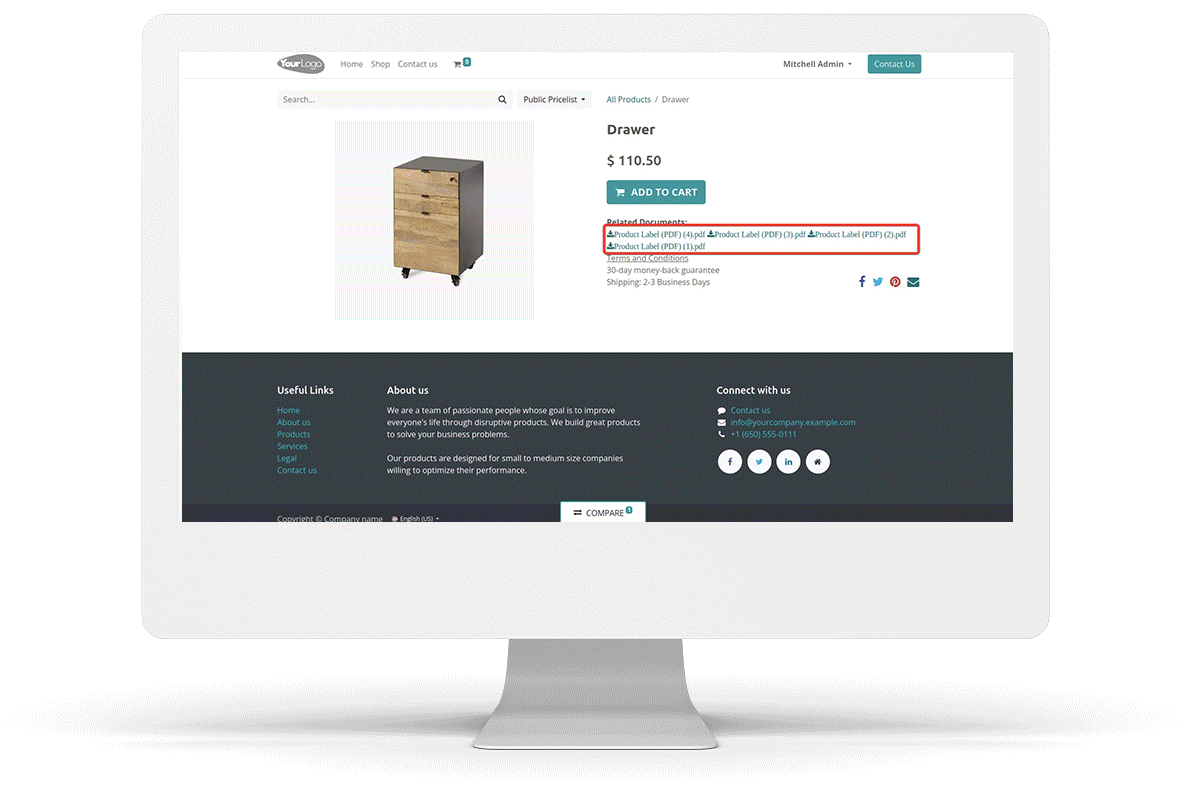 YourLogo Home Shop Contact us 0 Mitchell Admin Contact Us
Search... Public Pricelist All Products / Drawer
Drawer
$ 110.50
ADD TO CART
Related Documents:
Product Label (PDF) (4).pdf Product Label (PDF) (3).pdf Product Label (PDF) (2).pdf
Product Label (PDF) (1).pdf
Terms and Conditions
30-day money-back guarantee
Shipping: 2-3 Business Days
Useful Links
Home
About us
Products
Services
Legal
Contact us
About us
We are a team of passionate people whose goal is to improve
everyone's life through disruptive products. We build great products
to solve your business problems.
Our products are designed for small to medium size companies
willing to optimize their performance.
Connect with us
Contact us
info@yourcompany.example.com
+1 (650) 555-0111
Copyright © Company name English (US)
COMPARE 1